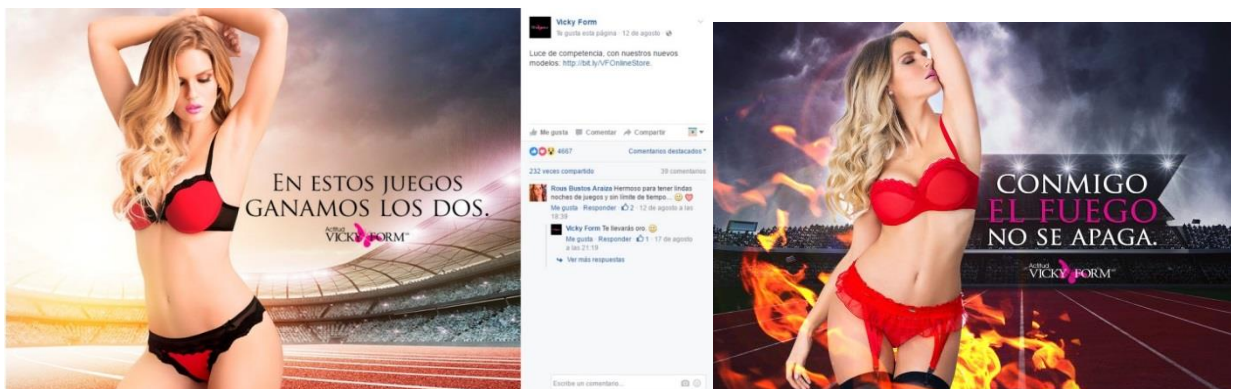 EN ESTOS JUEGOS
GANAMOS LOS DOS.
Actitud
VICKY FORM
Vicky Form
Te gusta esta página · 12 de agosto ·
Luce de competencia, con nuestros nuevos
modelos: http://bit.ly/VFOnlineStore.
Me gusta Comentar Compartir
4667 Comentarios destacados
232 veces compartido 39 comentarios
Rous Bustos Araiza Hermoso para tener lindas
noches de juegos y sin límite de tiempo...
Me gusta · Responder · 2 · 12 de agosto a las
18:39
Vicky Form Te llevarás oro.
Me gusta · Responder · 1 · 17 de agosto
a las 21:19
Ver más respuestas
Escribe un comentario...
CONMIGO
EL FUEGO
NO SE APAGA.
Actitud
VICKY FORM